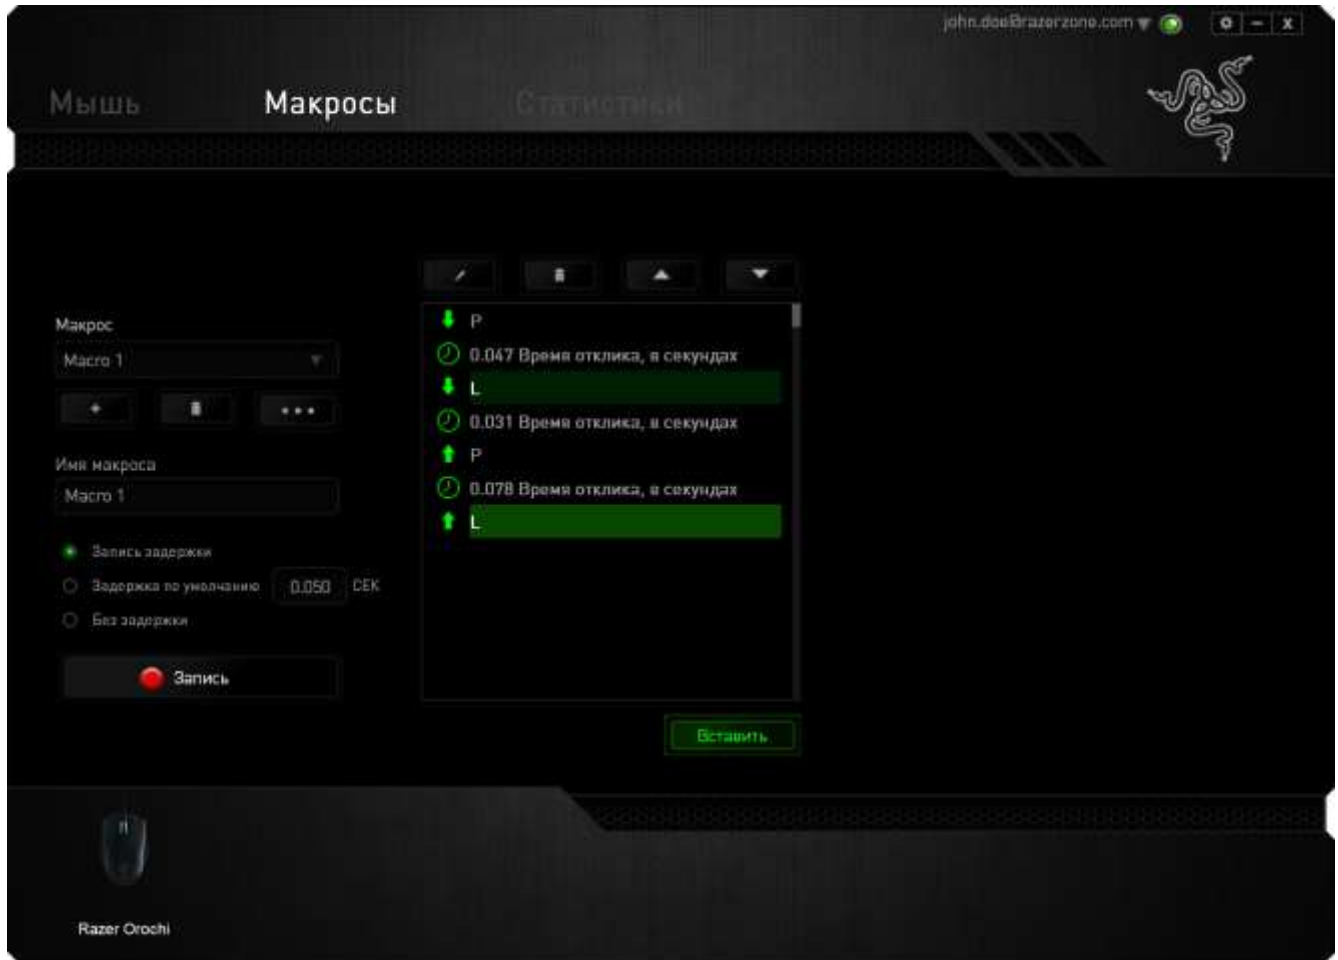 john.doe@razerzone.com
Мышь Макросы Статистики
Макрос
Macro 1
Имя макроса
Macro 1
Запись задержки
Задержка по умолчанию 0.050 СЕК
Без задержки
Запись
P
0.047 Время отклика, в секундах
L
0.031 Время отклика, в секундах
P
0.078 Время отклика, в секундах
L
Вставить
Razer Orochi